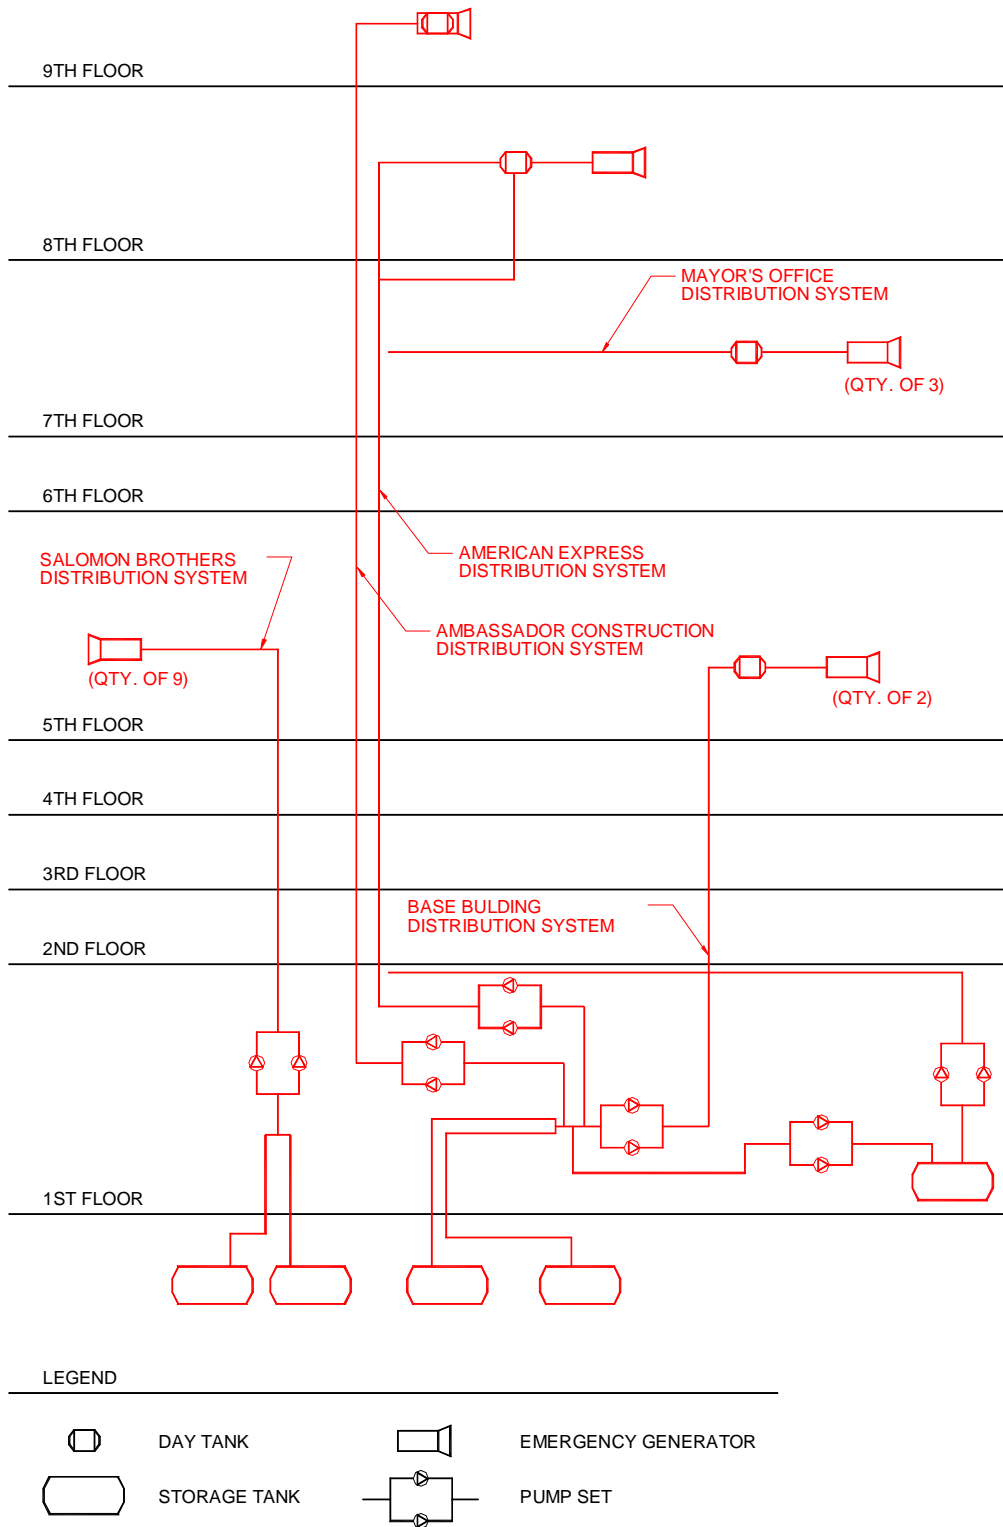 9TH FLOOR
8TH FLOOR
MAYOR'S OFFICE
DISTRIBUTION SYSTEM
(QTY. OF 3)
7TH FLOOR
6TH FLOOR
SALOMON BROTHERS
DISTRIBUTION SYSTEM
AMERICAN EXPRESS
DISTRIBUTION SYSTEM
AMBASSADOR CONSTRUCTION
DISTRIBUTION SYSTEM
(QTY. OF 9)
(QTY. OF 2)
5TH FLOOR
4TH FLOOR
3RD FLOOR
BASE BULDING
DISTRIBUTION SYSTEM
2ND FLOOR
1ST FLOOR
LEGEND
DAY TANK
EMERGENCY GENERATOR
STORAGE TANK
PUMP SET